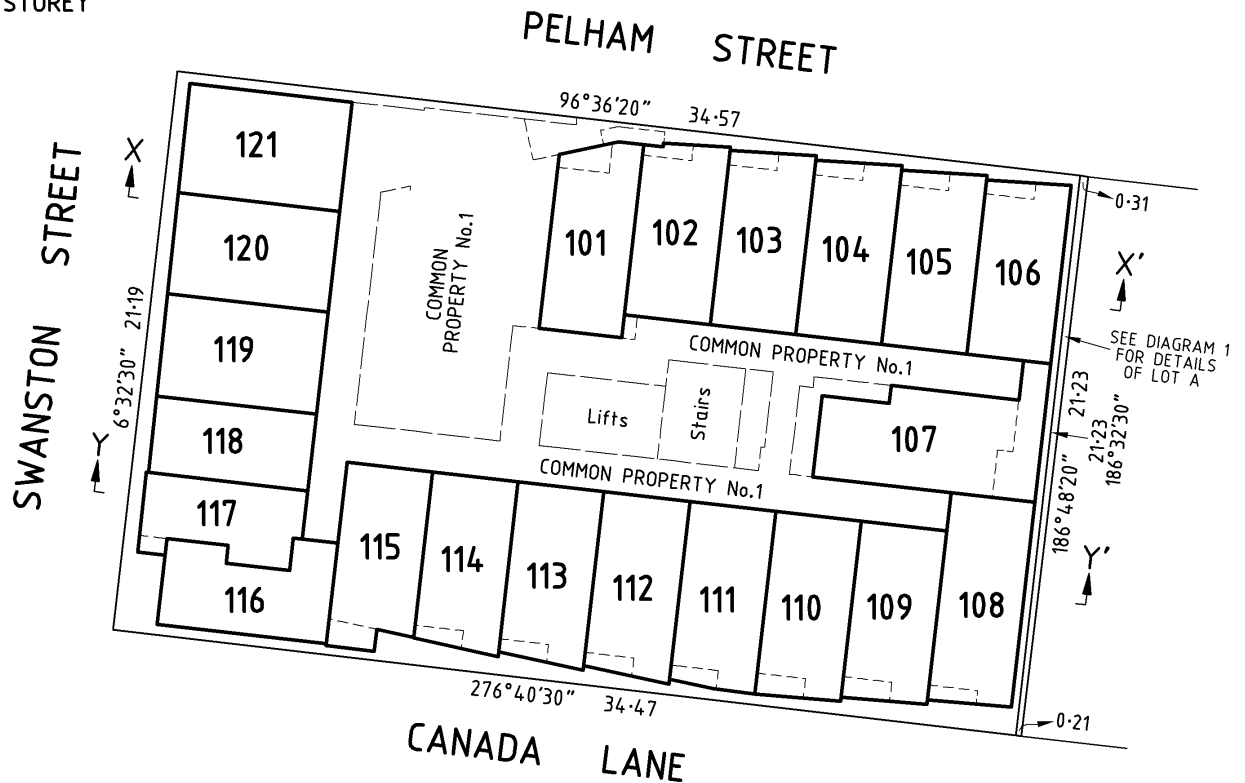 STOREY
PELHAM STREET
96°36'20" 34·57
SWANSTON STREET
6°32'30" 21·19
X
Y
121
120
119
118
117
116
COMMON
PROPERTY No.1
101
102
103
104
105
106
0·31
X'
SEE DIAGRAM 1
FOR DETAILS
OF LOT A
COMMON PROPERTY No.1
Lifts
Stairs
107
COMMON PROPERTY No.1
21·23
21·23
186°32'30"
186°48'20"
Y'
115
114
113
112
111
110
109
108
276°40'30" 34·47
0·21
CANADA LANE